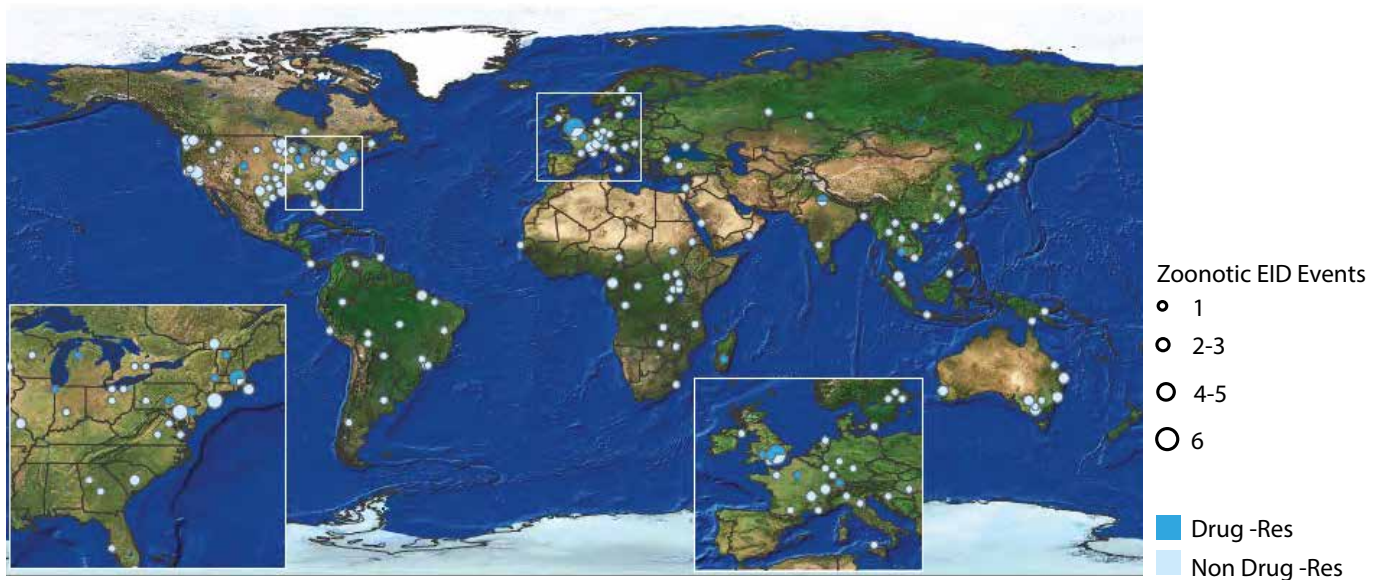 Zoonotic EID Events
1
2-3
4-5
6
Drug -Res
Non Drug -Res